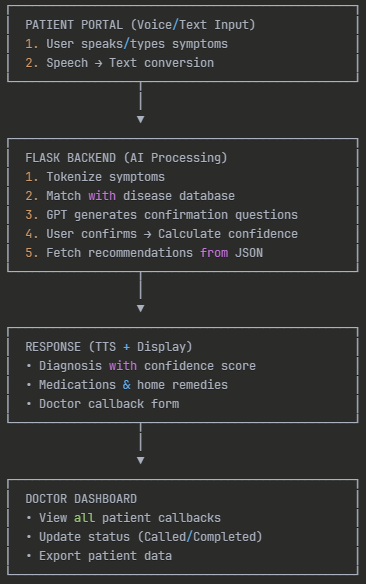 PATIENT PORTAL (Voice/Text Input)
1. User speaks/types symptoms
2. Speech → Text conversion
▼
FLASK BACKEND (AI Processing)
1. Tokenize symptoms
2. Match with disease database
3. GPT generates confirmation questions
4. User confirms → Calculate confidence
5. Fetch recommendations from JSON
▼
RESPONSE (TTS + Display)
• Diagnosis with confidence score
• Medications & home remedies
• Doctor callback form
▼
DOCTOR DASHBOARD
• View all patient callbacks
• Update status (Called/Completed)
• Export patient data